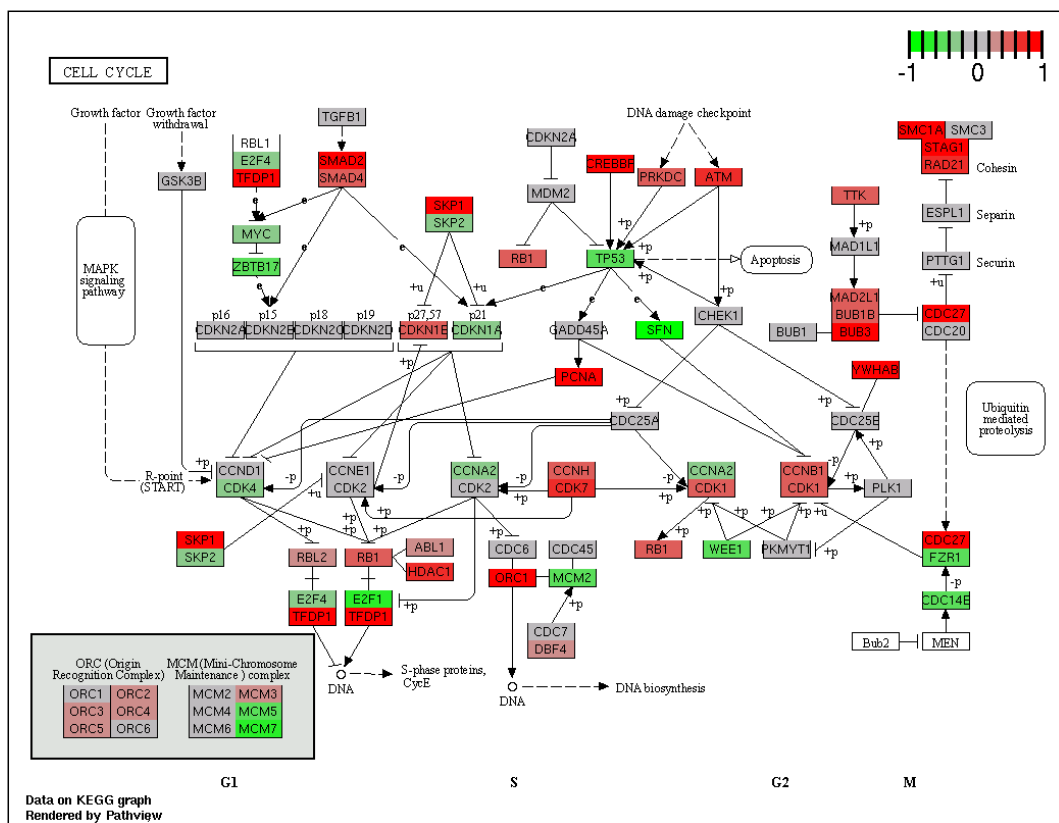 -1 0 1
CELL CYCLE
Growth factor
Growth factor
withdrawal
TGFB1
DNA damage checkpoint
SMC1A SMC3
STAG1
RAD21
Cohesin
RBL1
E2F4
TFDP1
SMAD2
SMAD4
CDKN2A
CREBBP
PRKDC
ATM
GSK3B
MDM2
TTK
ESPL1
Separin
e
e
SKP1
SKP2
+p
+p
+p
MYC
MAD1L1
ZBTB17
e
e
RB1
TP53
+p
Apoptosis
PTTG1
Securin
MAPK
signaling
pathway
+u
+u
e
e
e
+p
+u
MAD2L1
BUB1B
BUB3
BUB1
CDC27
CDC20
p16
p15
p18
p19
p27,57
p21
CDKN2A
CDKN2B
CDKN2C
CDKN2D
CDKN1B
CDKN1A
GADD45A
SFN
CHEK1
+p
PCNA
YWHAB
Ubiquitin
mediated
proteolysis
+p
+p
CDC25A
CDC25B
+p
R-point
(START)
+p
CCND1
CDK4
-p
CCNE1
CDK2
-p
CCNA2
CDK2
-p
+p
CCNH
CDK7
+p
CCNA2
CDK1
-p
CCNB1
CDK1
-p
+p
PLK1
+u
SKP1
SKP2
+p
+p
+p
+p
+p
+p
+p
+p
+p
+u
RBL2
RB1
ABL1
HDAC1
CDC6
CDC45
RB1
WEE1
PKMYT1
+p
CDC27
FZR1
E2F4
TFDP1
E2F1
TFDP1
+p
ORC1
MCM2
+p
-p
CDC14B
CDC7
DBF4
Bub2
MEN
DNA
S-phase proteins,
CycE
DNA
DNA biosynthesis
ORC (Origin
Recognition Complex)
MCM (Mini-Chromosome
Maintenance ) complex
ORC1 ORC2 MCM2 MCM3
ORC3 ORC4 MCM4 MCM5
ORC5 ORC6 MCM6 MCM7
G1 S G2 M
Data on KEGG graph
Rendered by Pathview